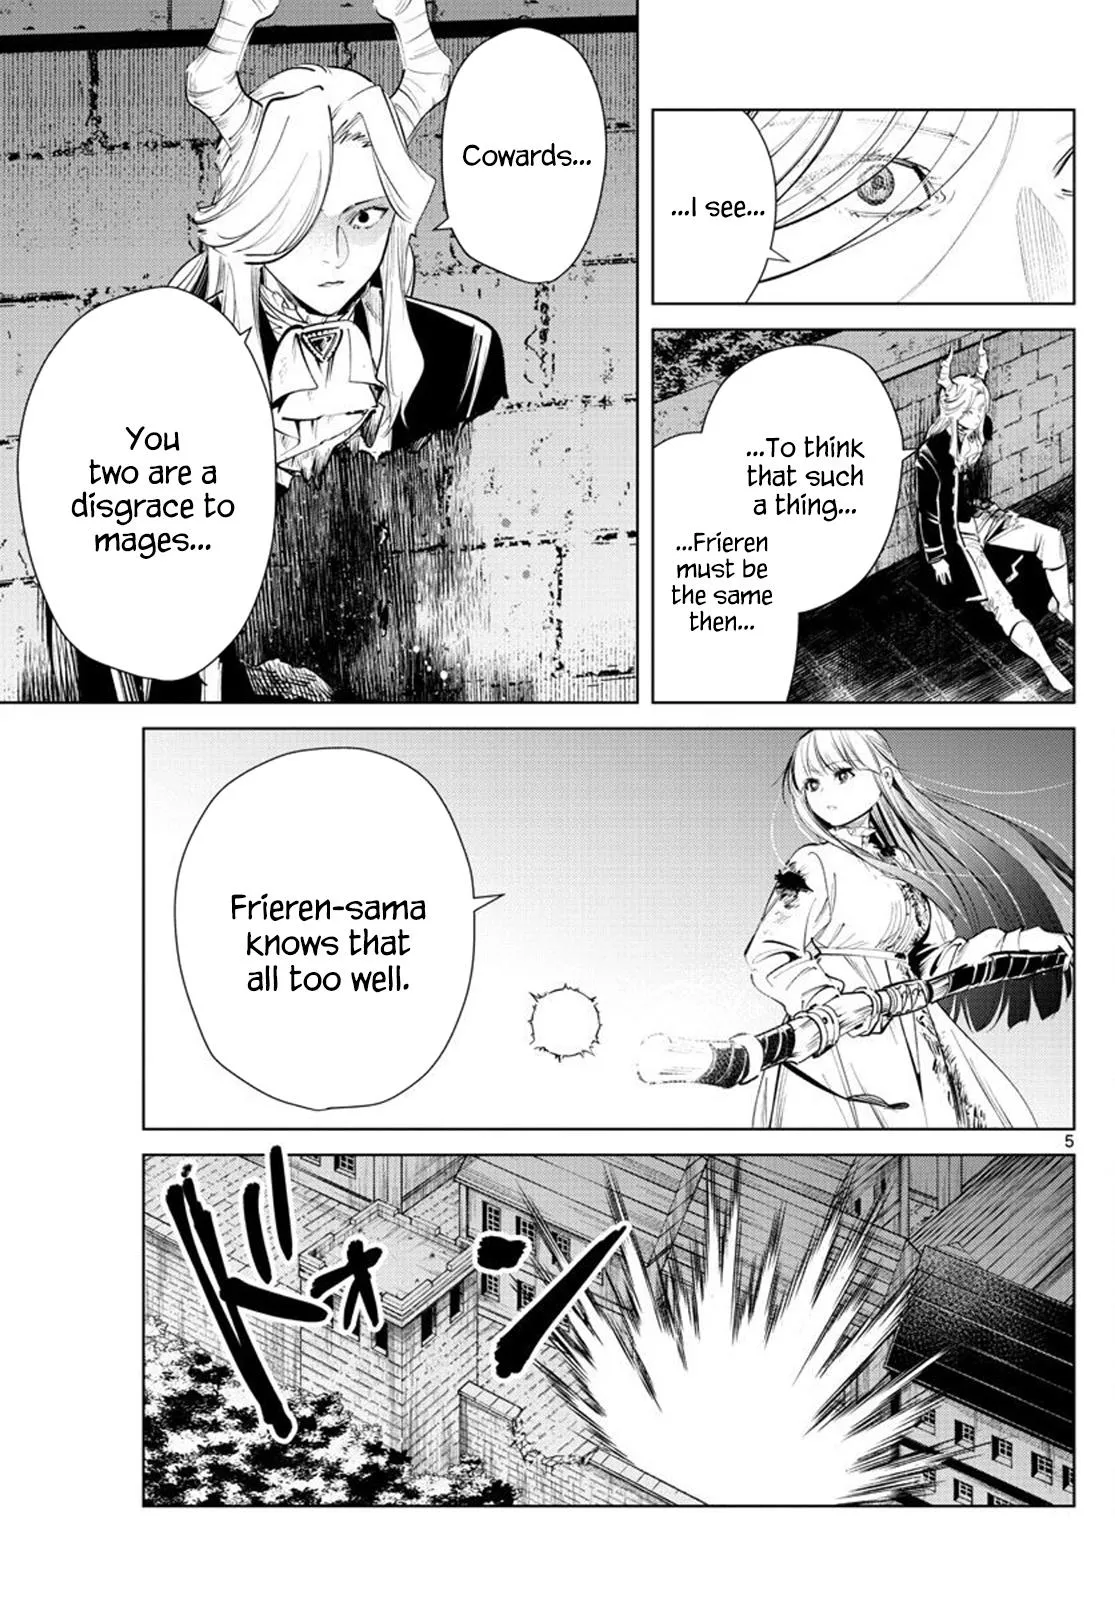 ...I see...
...To think
that such
a thing...
...Frieren
must be
the same
then...
Cowards...
You
two are a
disgrace to
mages...
Frieren-sama
knows that
all too well.
5
ドォン